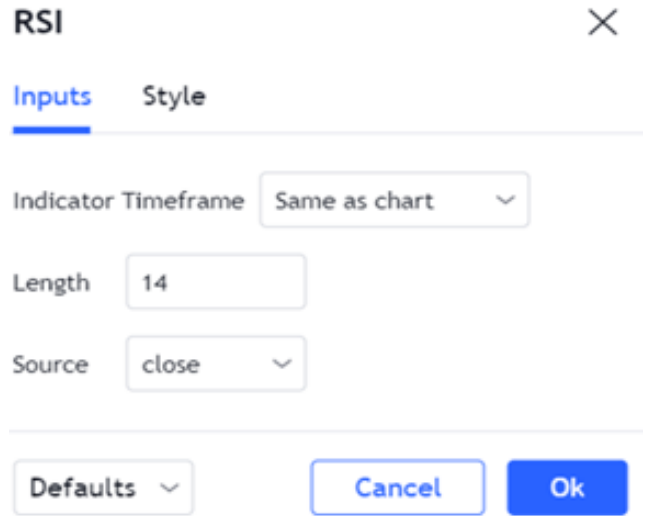 RSI
Inputs Style
Indicator Timeframe Same as chart
Length 14
Source close
Defaults Cancel Ok